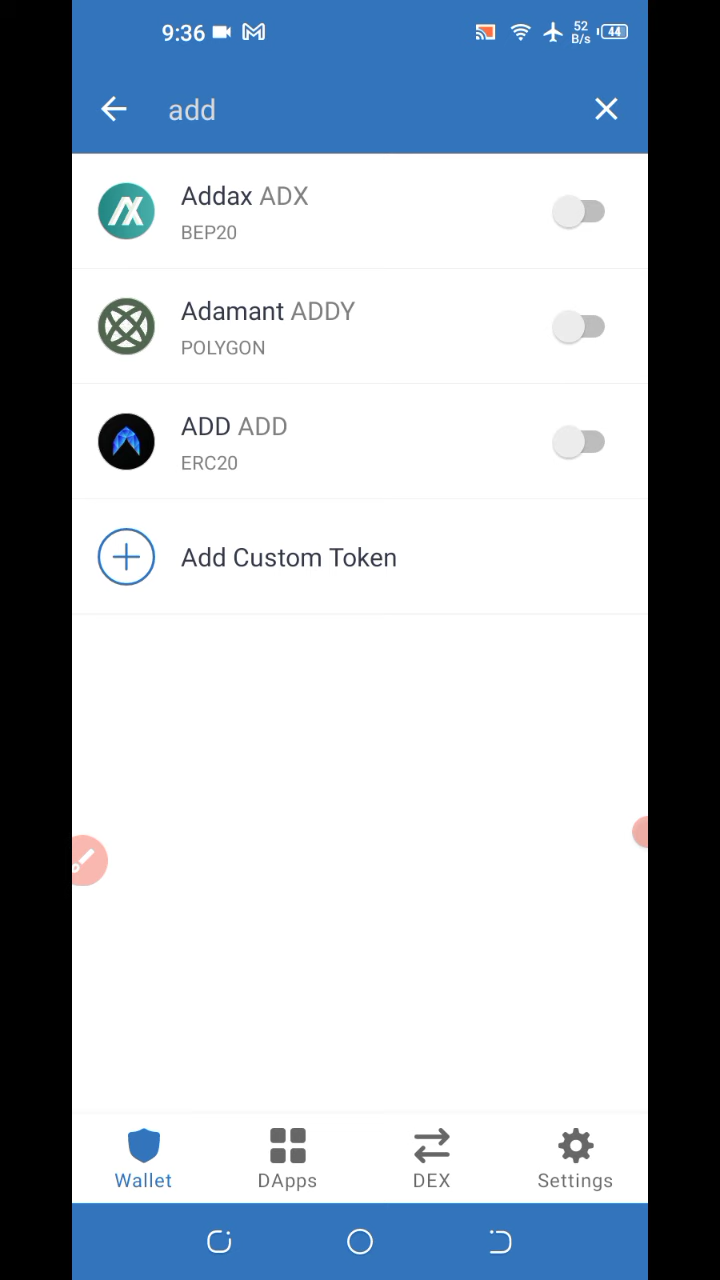 9:36
52
B/s
44
add
Addax ADX
BEP20
Adamant ADDY
POLYGON
ADD ADD
ERC20
Add Custom Token
Wallet
DApps
DEX
Settings